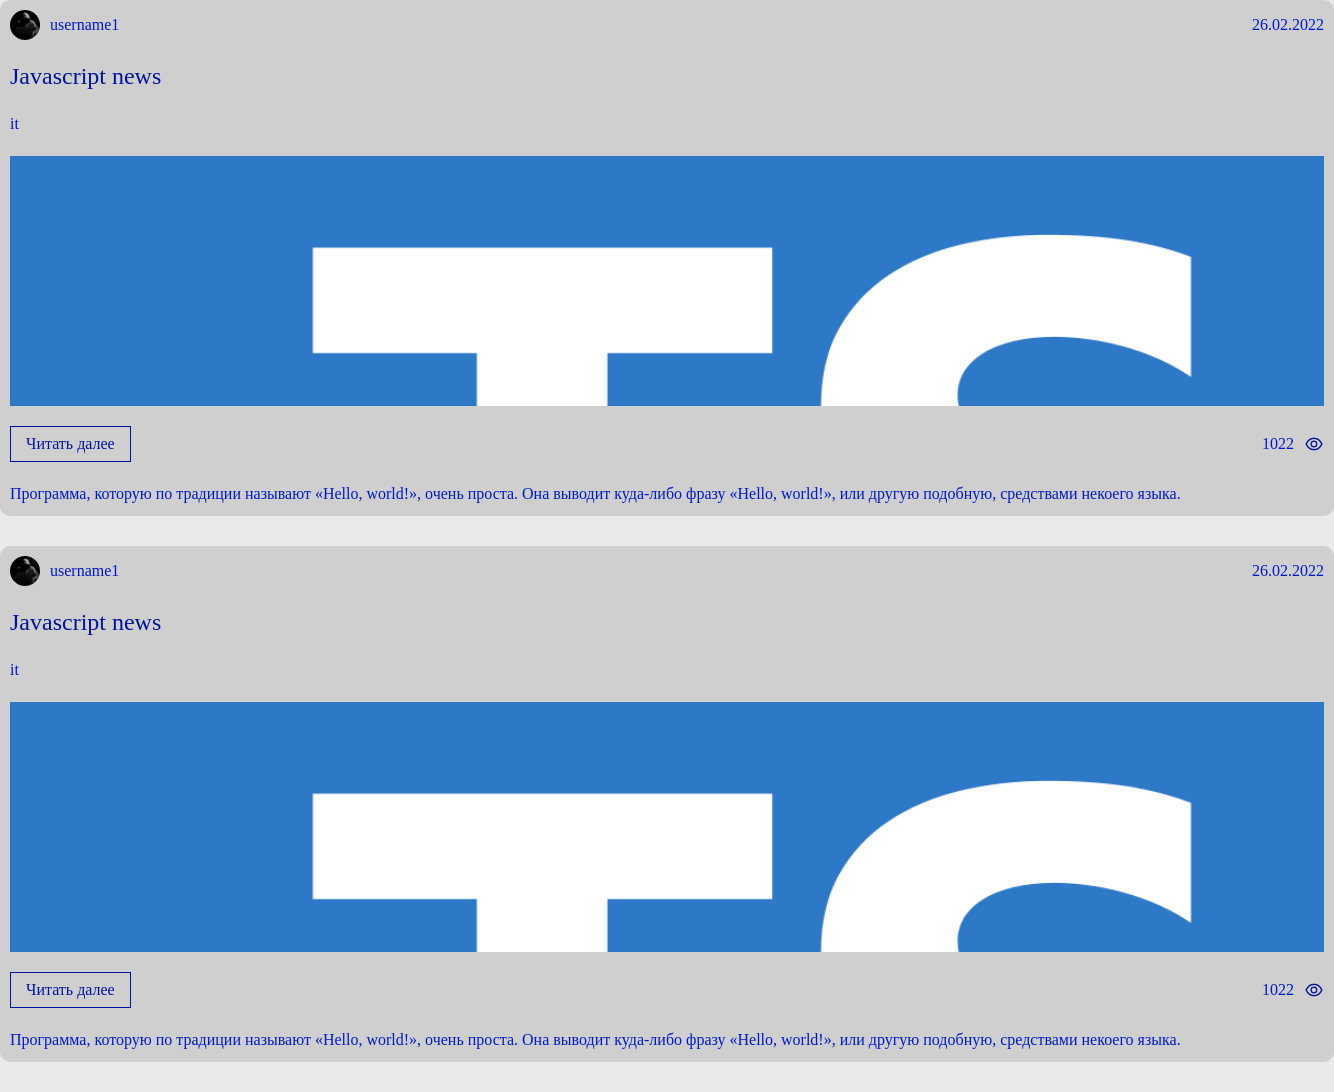 username1 26.02.2022
Javascript news
it
TS
Читать далее 1022
Программа, которую по традиции называют «Hello, world!», очень проста. Она выводит куда-либо фразу «Hello, world!», или другую подобную, средствами некоего языка.
username1 26.02.2022
Javascript news
it
TS
Читать далее 1022
Программа, которую по традиции называют «Hello, world!», очень проста. Она выводит куда-либо фразу «Hello, world!», или другую подобную, средствами некоего языка.